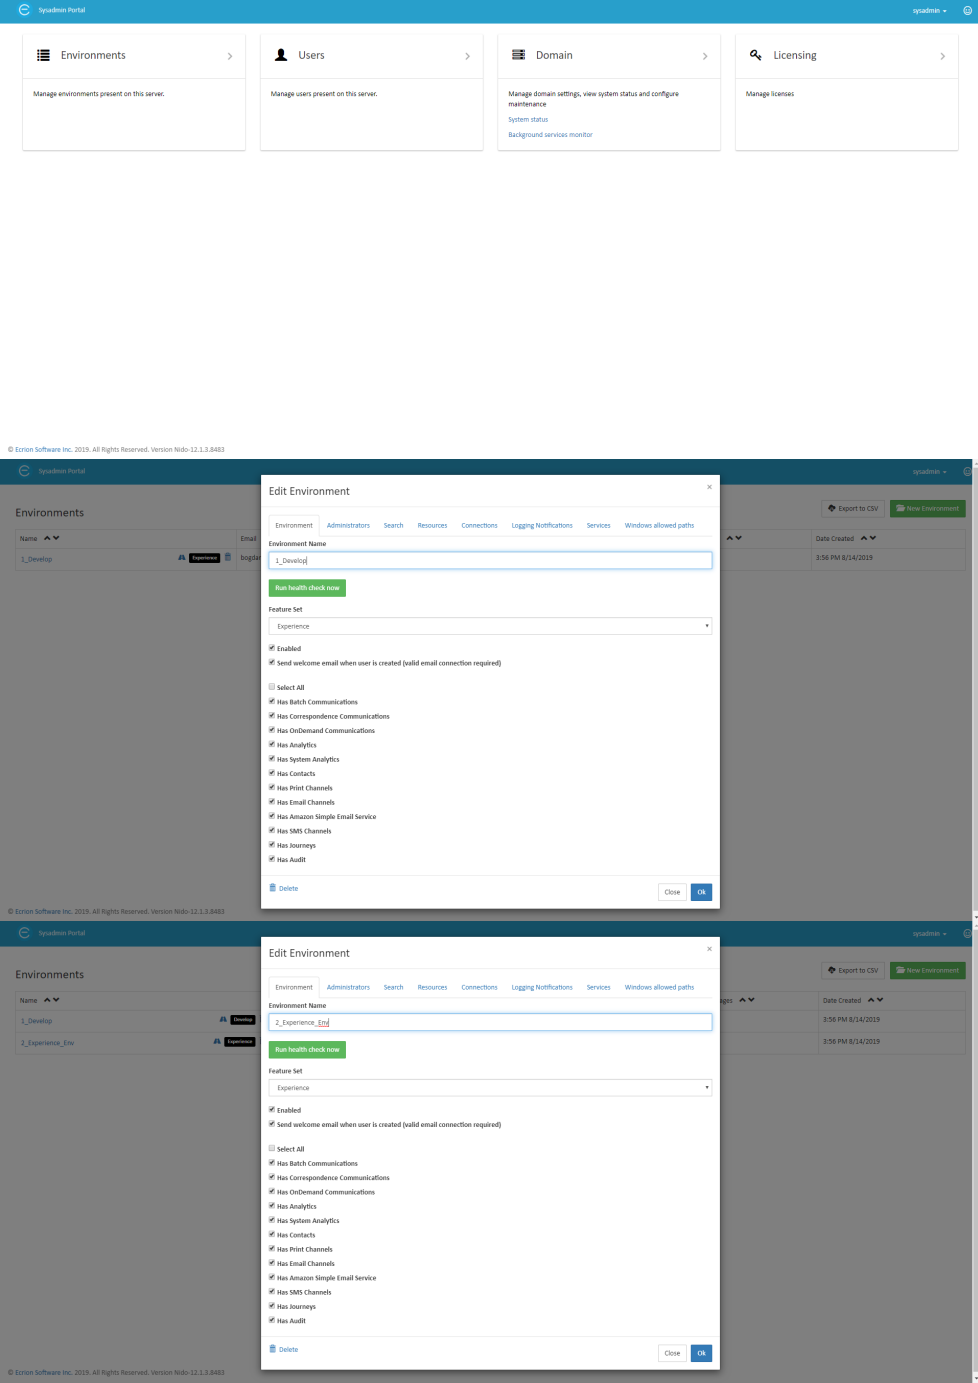 Sysadmin Portal
sysadmin
Environments
Users
Domain
Licensing
Manage environments present on this server.
Manage users present on this server.
Manage domain settings, view system status and configure
maintenance
System status
Background services monitor
Manage licenses
© Ecrion Software Inc. 2019. All Rights Reserved. Version Nido-12.1.3.8483
Sysadmin Portal
sysadmin
Edit Environment
×
Environments
Export to CSV
New Environment
Environment Administrators Search Resources Connections Logging Notifications Services Windows allowed paths
Name
Email
Date Created
Environment Name
1_Develop
Experience
bogdan
1_Develop
3:56 PM 8/14/2019
Run health check now
Feature Set
Experience
Enabled
Send welcome email when user is created (valid email connection required)
Select All
Has Batch Communications
Has Correspondence Communications
Has OnDemand Communications
Has Analytics
Has System Analytics
Has Contacts
Has Print Channels
Has Email Channels
Has Amazon Simple Email Service
Has SMS Channels
Has Journeys
Has Audit
Delete
Close
Ok
© Ecrion Software Inc. 2019. All Rights Reserved. Version Nido-12.1.3.8483
Sysadmin Portal
sysadmin
Edit Environment
×
Environments
Export to CSV
New Environment
Environment Administrators Search Resources Connections Logging Notifications Services Windows allowed paths
Name
ages
Date Created
Environment Name
1_Develop
Develop
2_Experience_Env
3:56 PM 8/14/2019
2_Experience_Env
Experience
3:56 PM 8/14/2019
Run health check now
Feature Set
Experience
Enabled
Send welcome email when user is created (valid email connection required)
Select All
Has Batch Communications
Has Correspondence Communications
Has OnDemand Communications
Has Analytics
Has System Analytics
Has Contacts
Has Print Channels
Has Email Channels
Has Amazon Simple Email Service
Has SMS Channels
Has Journeys
Has Audit
Delete
Close
Ok
© Ecrion Software Inc. 2019. All Rights Reserved. Version Nido-12.1.3.8483